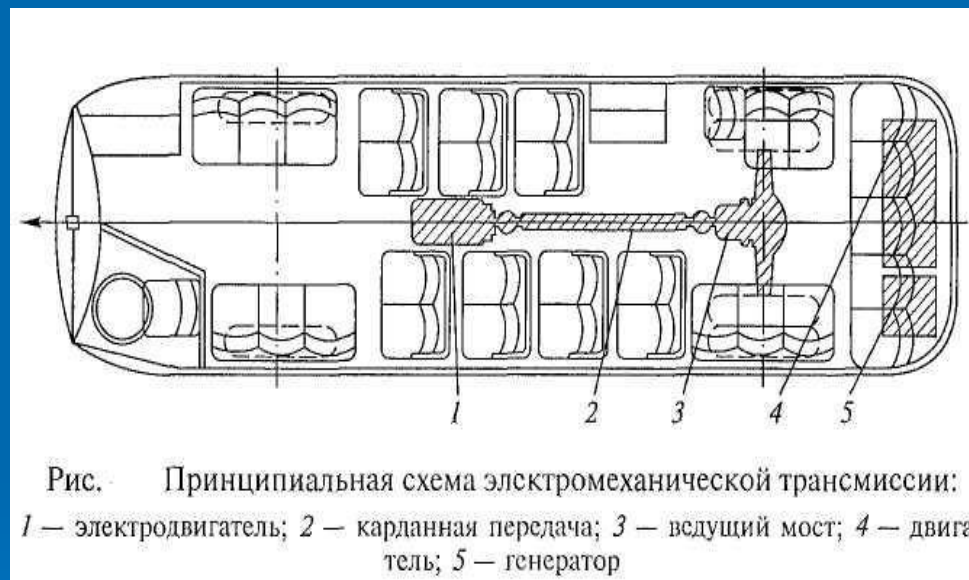 1 2 3 4 5
Рис. Принципиальная схема электромеханической трансмиссии:
1 — электродвигатель; 2 — карданная передача; 3 — ведущий мост; 4 — двига
тель; 5 — генератор